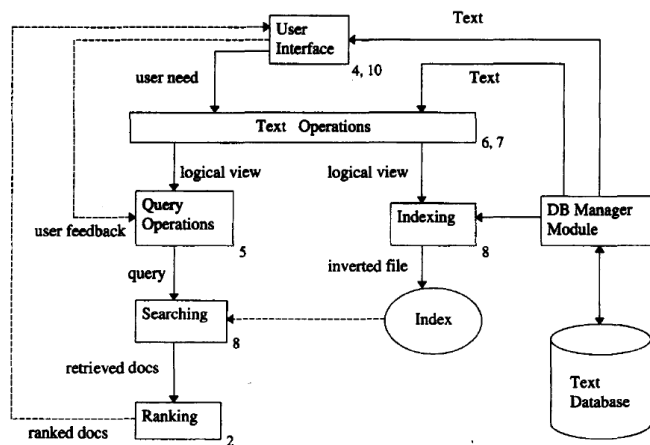 Text
User
Interface
4, 10
user need
Text
Text Operations
6, 7
logical view
logical view
Query
Operations
5
user feedback
Indexing
8
DB Manager
Module
query
inverted file
Searching
8
Index
retrieved docs
Text
Database
Ranking
2
ranked docs